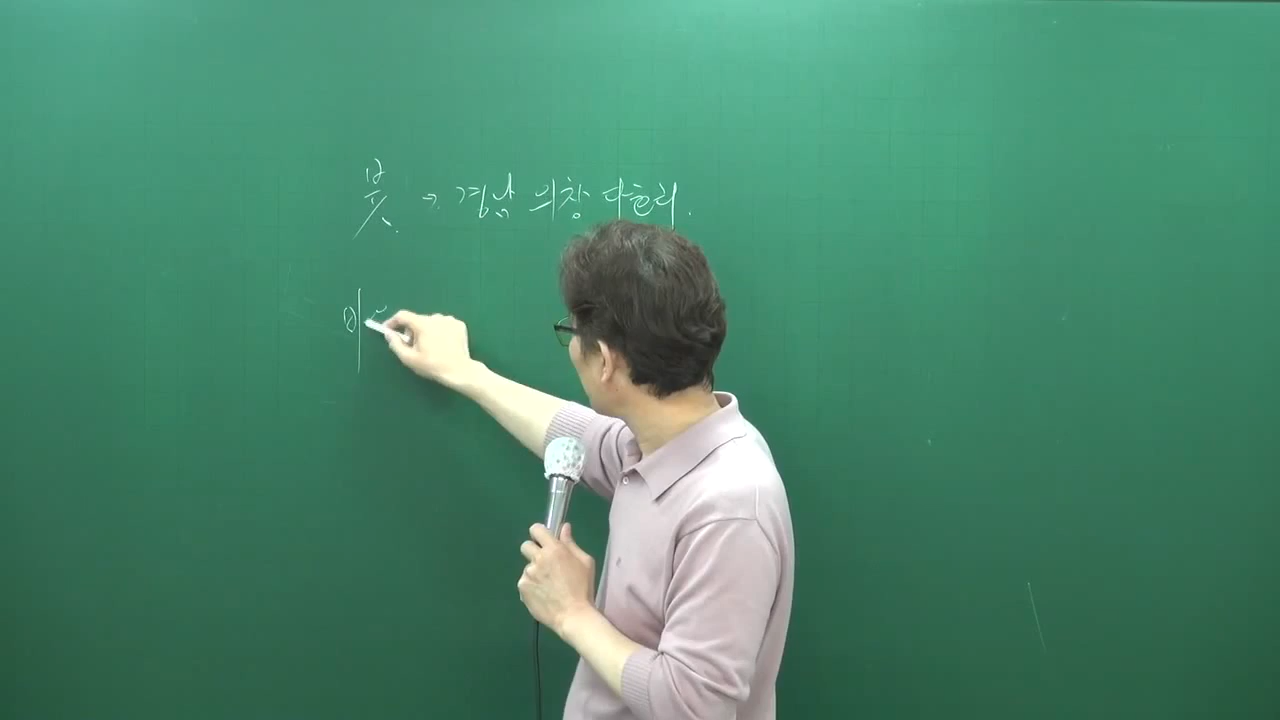 붓 → 경남 의창 다호리.